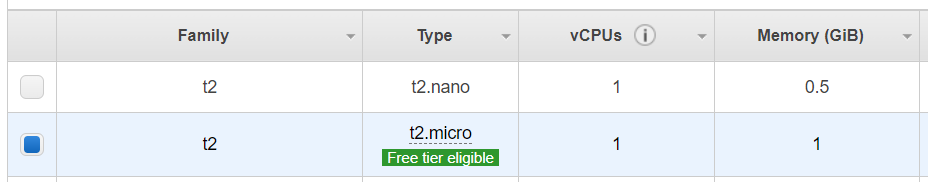 Family Type vCPUs i Memory (GiB)
t2 t2.nano 1 0.5
t2 t2.micro 1 1
Free tier eligible